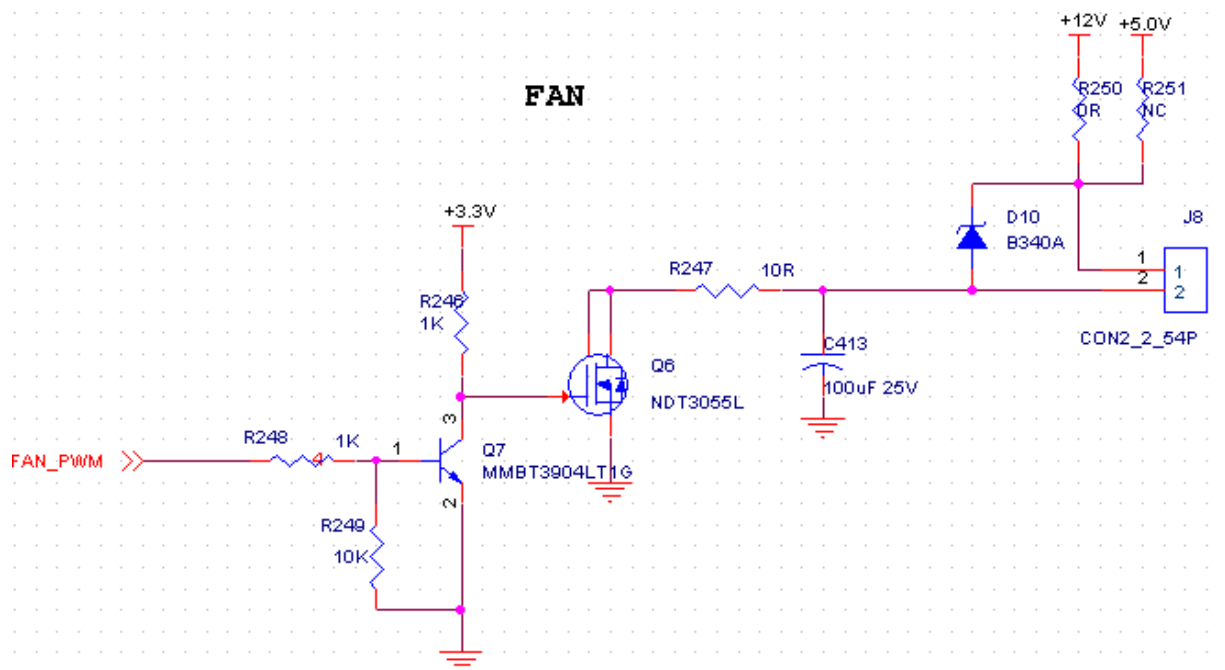 +12V
+5.0V
FAN
R250
0R
R251
NC
+3.3V
D10
B340A
J8
R246
1K
R247
10R
1
2
1
2
CON2_2_54P
C413
100uF 25V
Q6
NDT3055L
3
R248
1K
4
1
Q7
MMBT3904LT1G
FAN_PWM
2
R249
10K